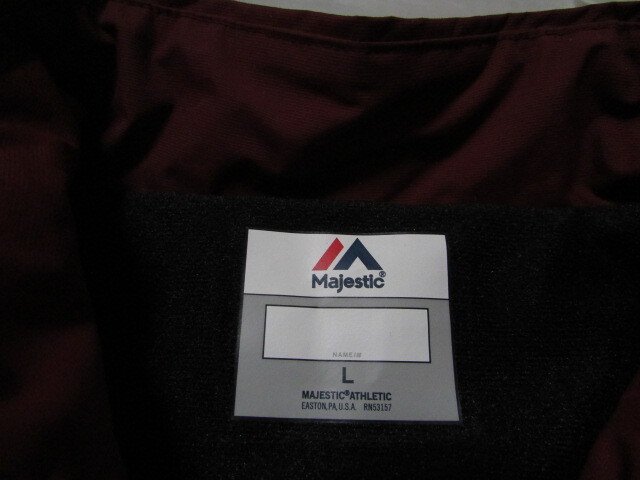 Majestic®
NAME/#
L
MAJESTIC®ATHLETIC
EASTON,PA,U.S.A. RN53157